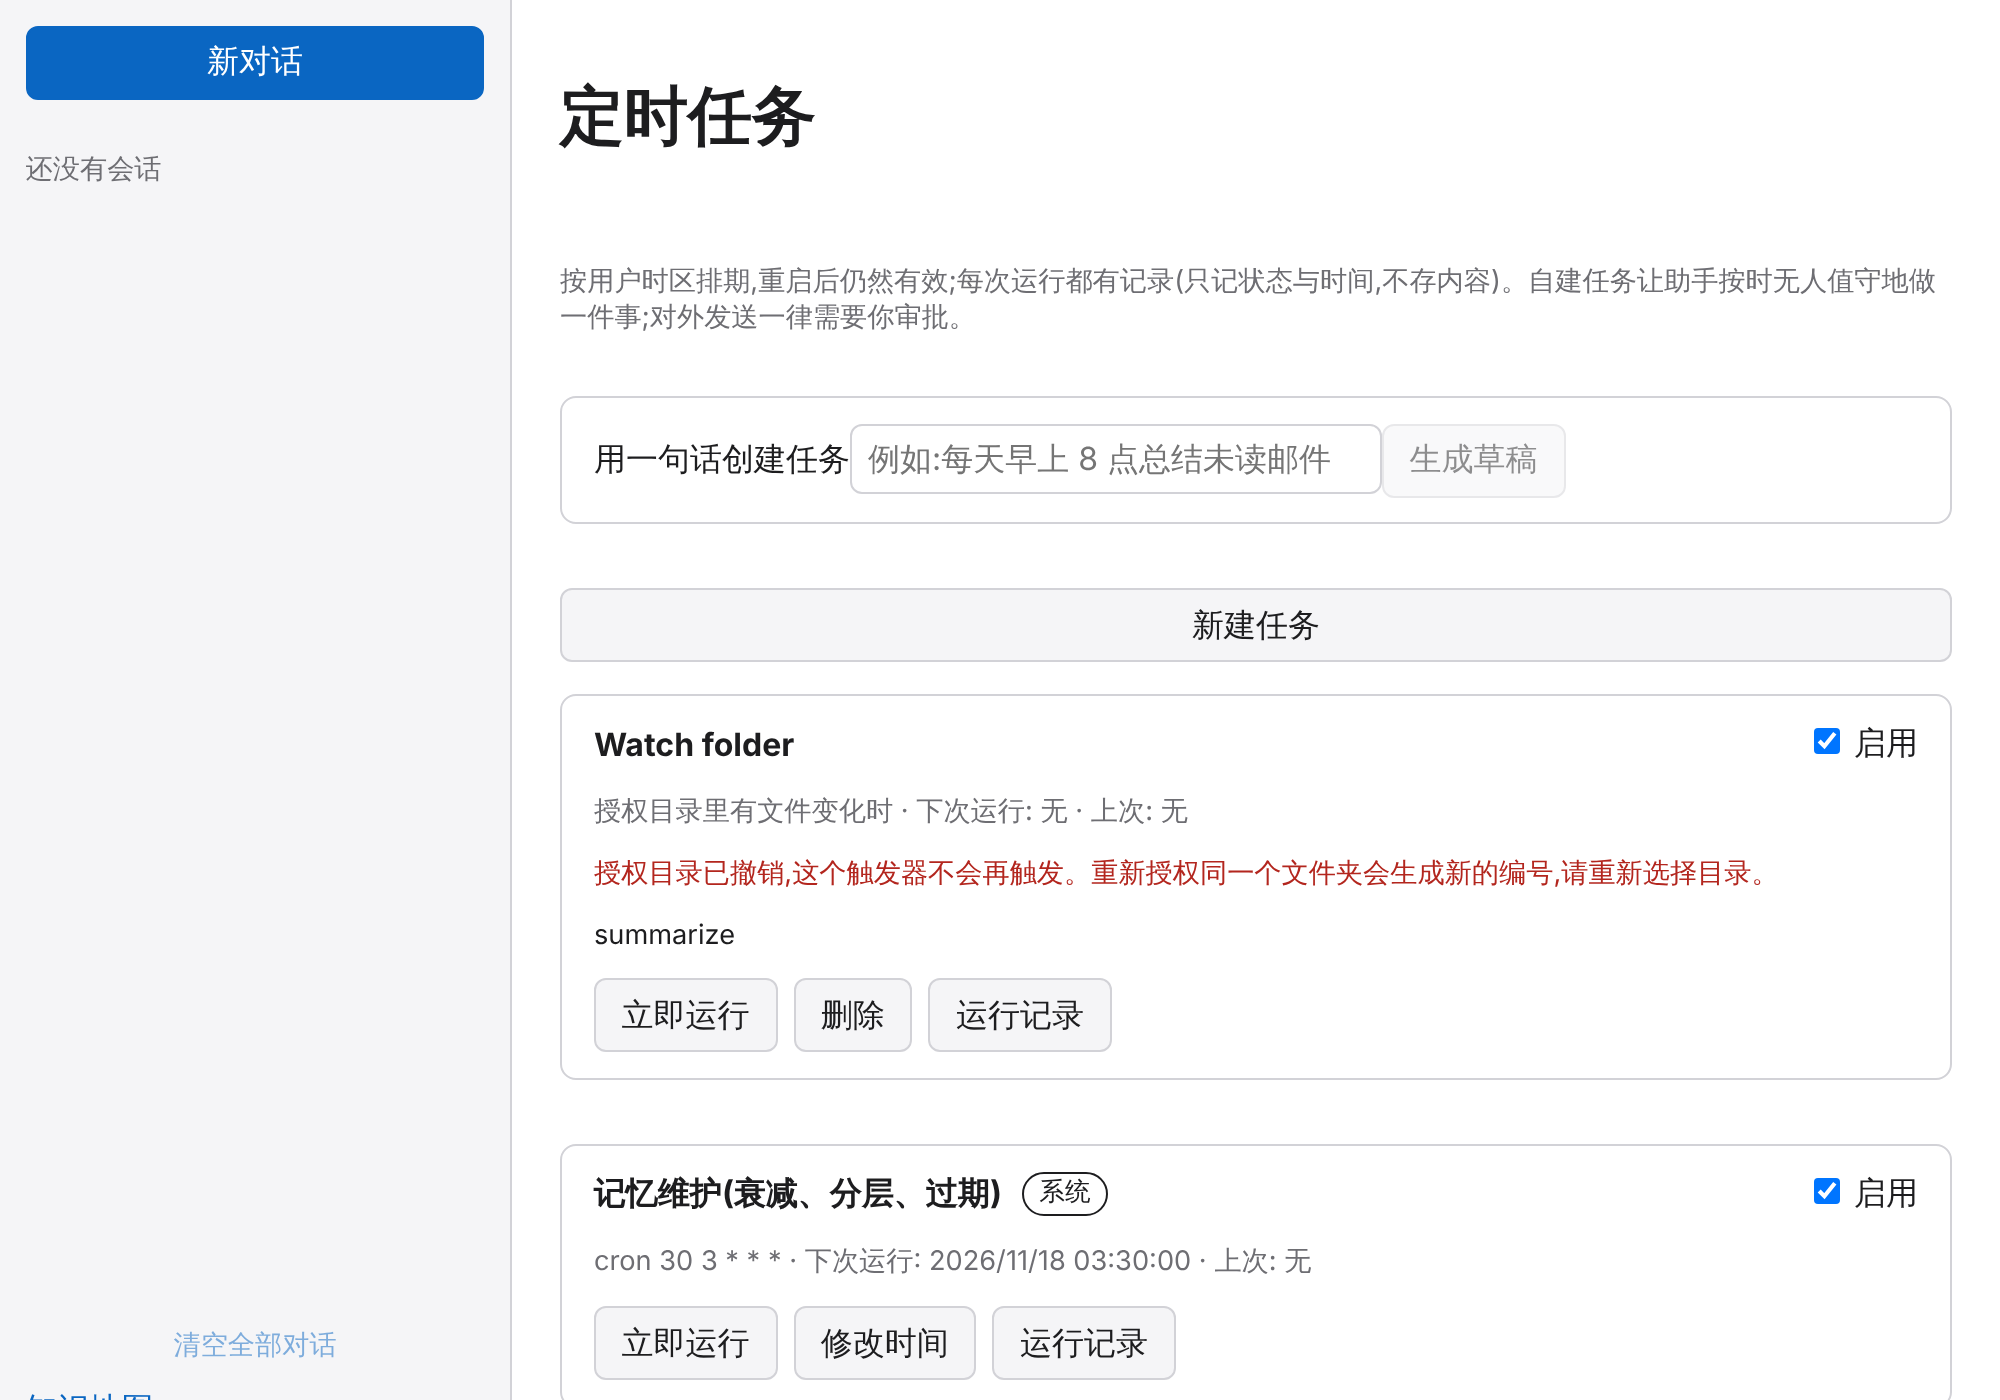 新对话
还没有会话
清空全部对话
定时任务
按用户时区排期,重启后仍然有效;每次运行都有记录(只记状态与时间,不存内容)。自建任务让助手按时无人值守地做
一件事;对外发送一律需要你审批。
用一句话创建任务 例如:每天早上 8 点总结未读邮件 生成草稿
新建任务
Watch folder 启用
授权目录里有文件变化时 · 下次运行: 无 · 上次: 无
授权目录已撤销,这个触发器不会再触发。重新授权同一个文件夹会生成新的编号,请重新选择目录。
summarize
立即运行 删除 运行记录
记忆维护(衰减、分层、过期) 系统 启用
cron 30 3 * * * · 下次运行: 2026/11/18 03:30:00 · 上次: 无
立即运行 修改时间 运行记录